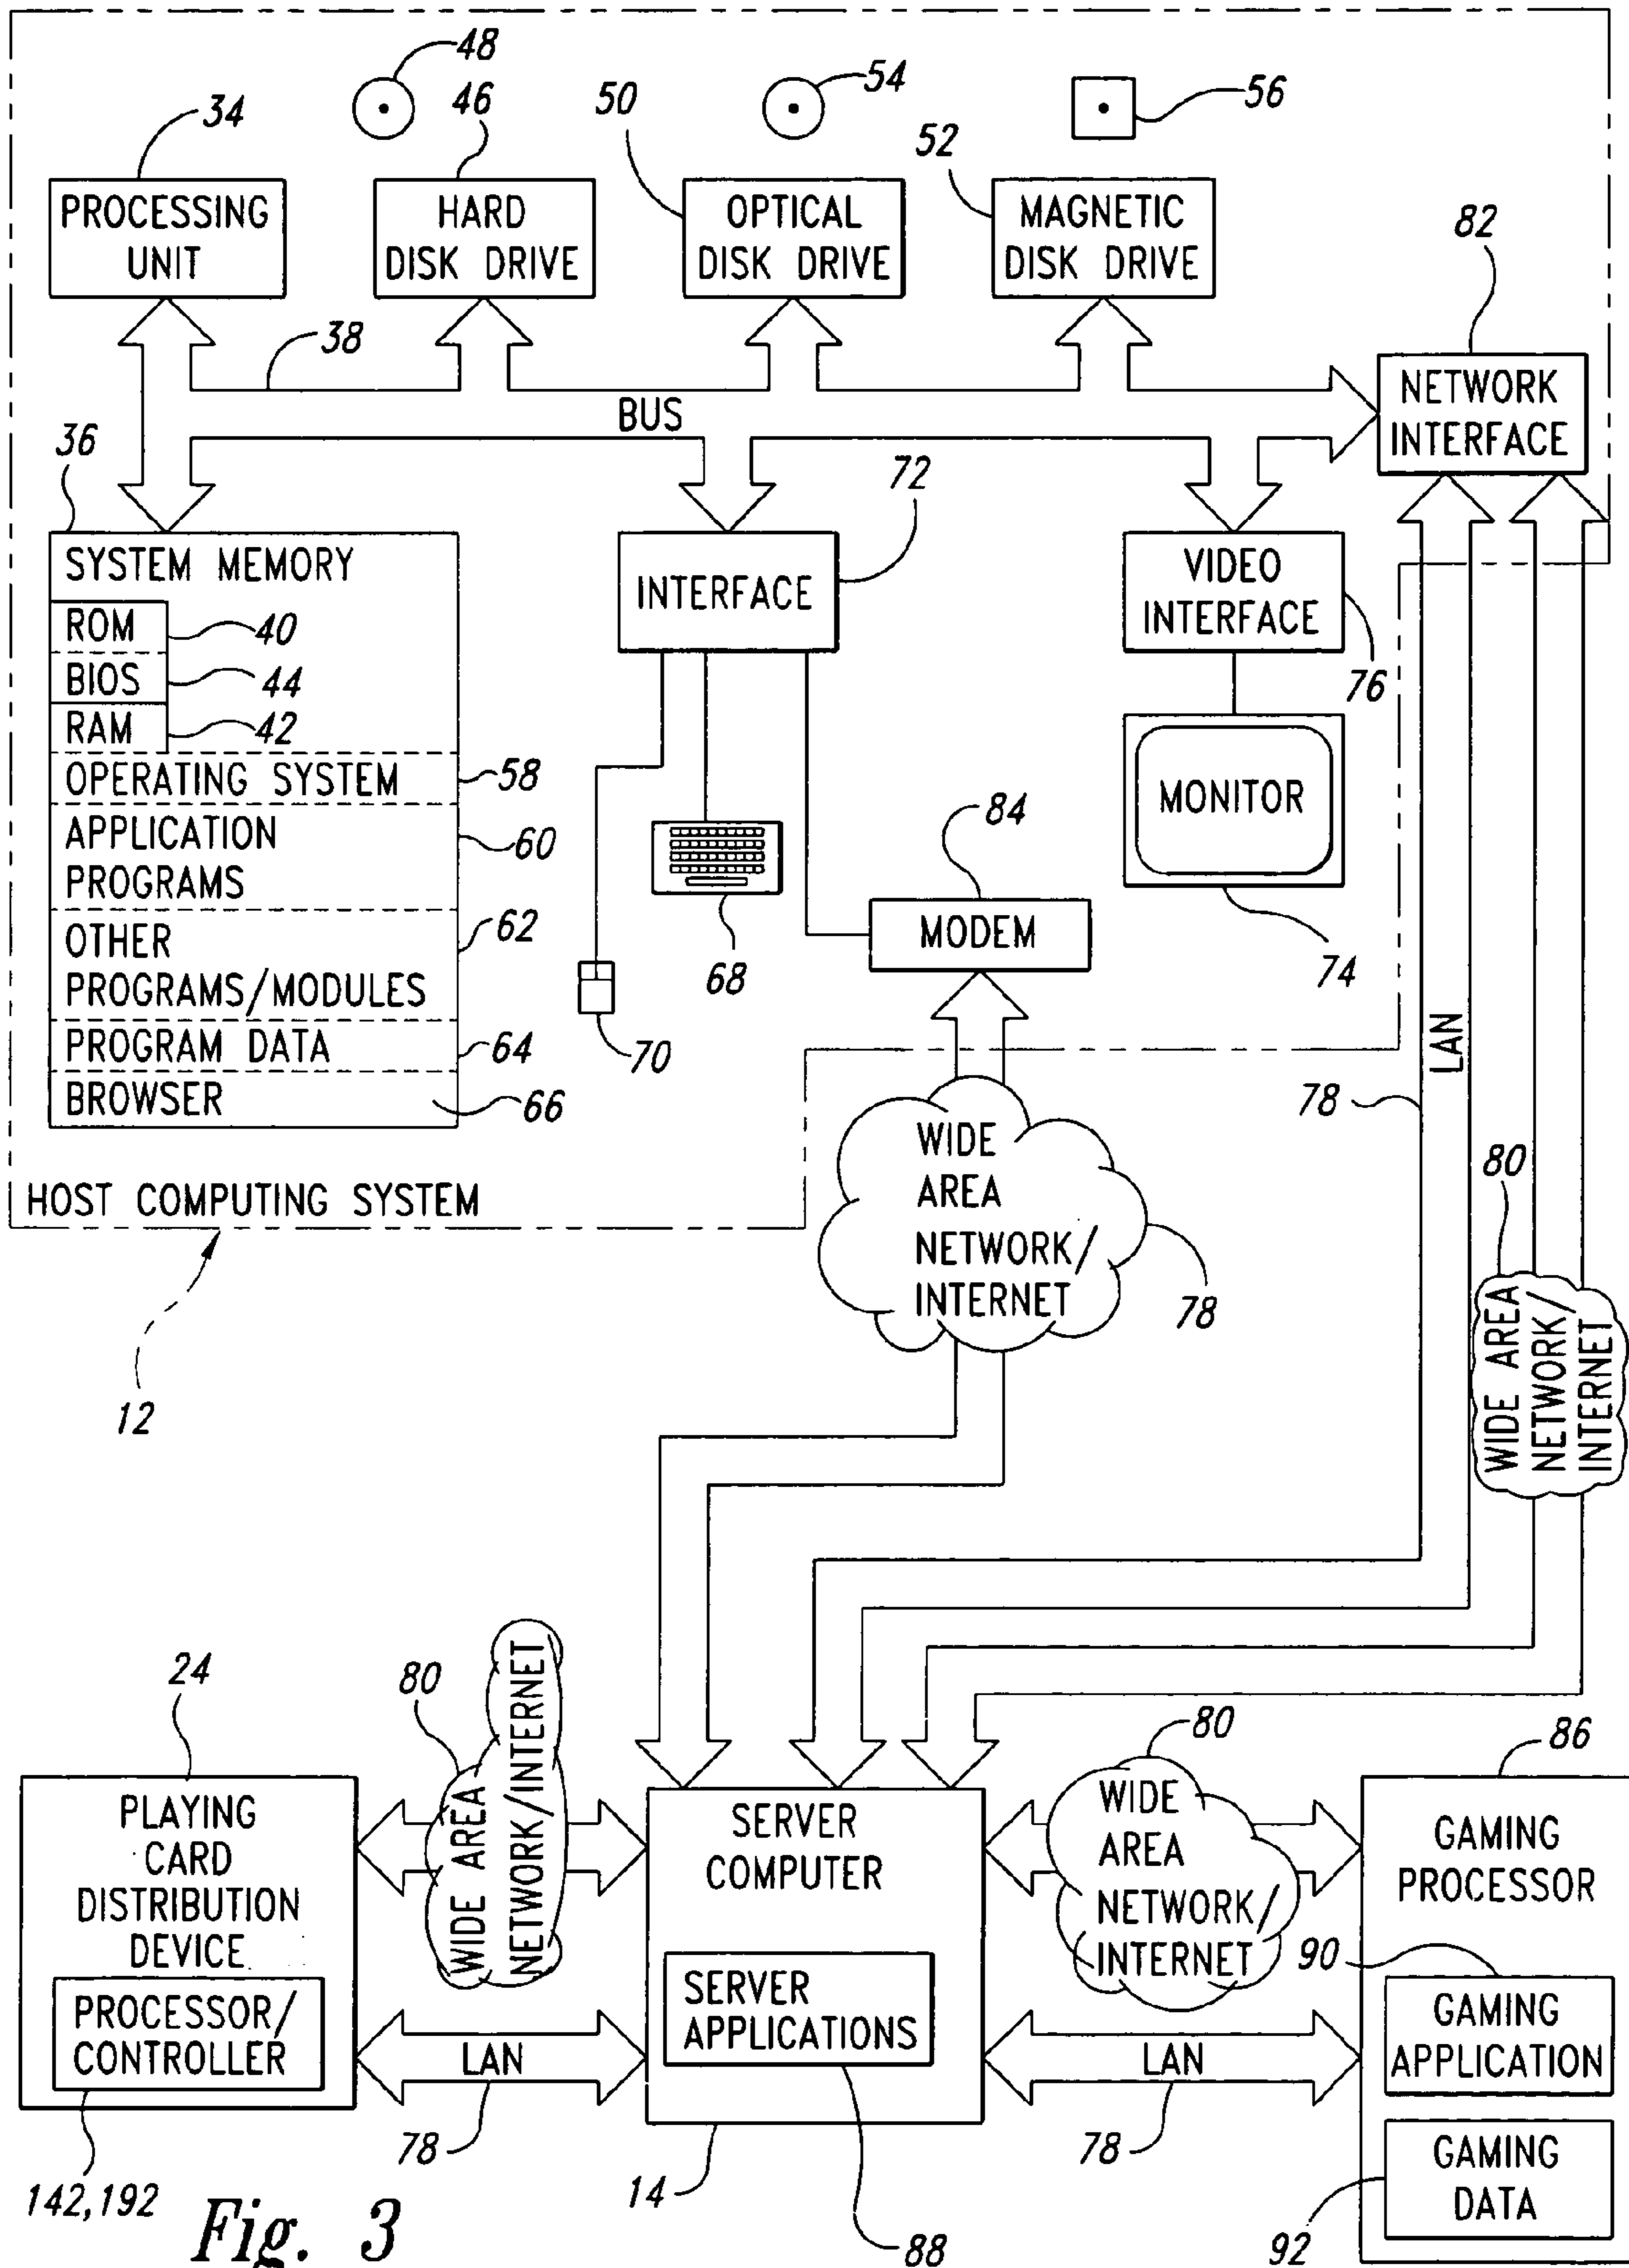 48
54
56
34
46
50
52
82
PROCESSING
UNIT
HARD
DISK DRIVE
OPTICAL
DISK DRIVE
MAGNETIC
DISK DRIVE
NETWORK
INTERFACE
38
BUS
36
72
SYSTEM MEMORY
ROM
40
BIOS
44
RAM
42
OPERATING SYSTEM
58
APPLICATION
PROGRAMS
60
OTHER
PROGRAMS/MODULES
62
PROGRAM DATA
64
BROWSER
66
INTERFACE
VIDEO
INTERFACE
76
MONITOR
74
84
MODEM
68
70
HOST COMPUTING SYSTEM
12
WIDE
AREA
NETWORK/
INTERNET
78
78
LAN
80
WIDE AREA
NETWORK/
INTERNET
24
80
WIDE AREA
NETWORK/INTERNET
80
86
PLAYING
CARD
DISTRIBUTION
DEVICE
PROCESSOR/
CONTROLLER
142,192
LAN
78
SERVER
COMPUTER
SERVER
APPLICATIONS
14
88
WIDE
AREA
NETWORK/
INTERNET
LAN
78
GAMING
PROCESSOR
90
GAMING
APPLICATION
GAMING
DATA
92
Fig. 3